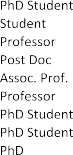 PhD Student
Student
Professor
Post Doc
Assoc. Prof.
Professor
PhD Student
PhD Student
PhD